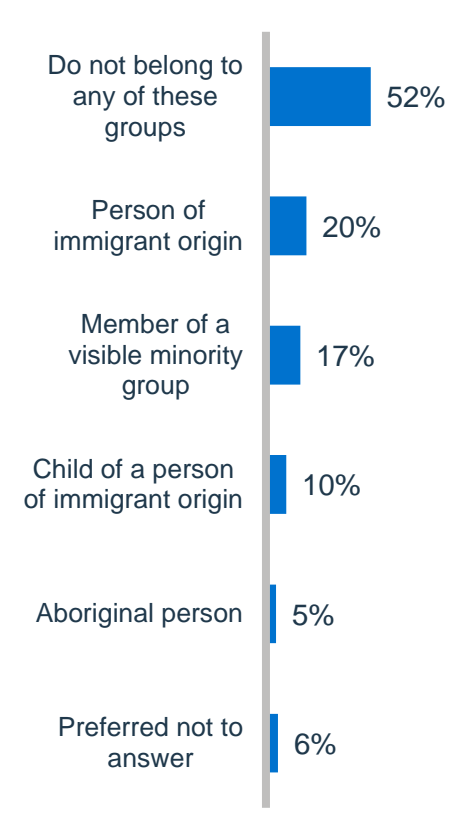 Do not belong to
any of these
groups
52%
Person of
immigrant origin
20%
Member of a
visible minority
group
17%
Child of a person
of immigrant origin
10%
Aboriginal person
5%
Preferred not to
answer
6%